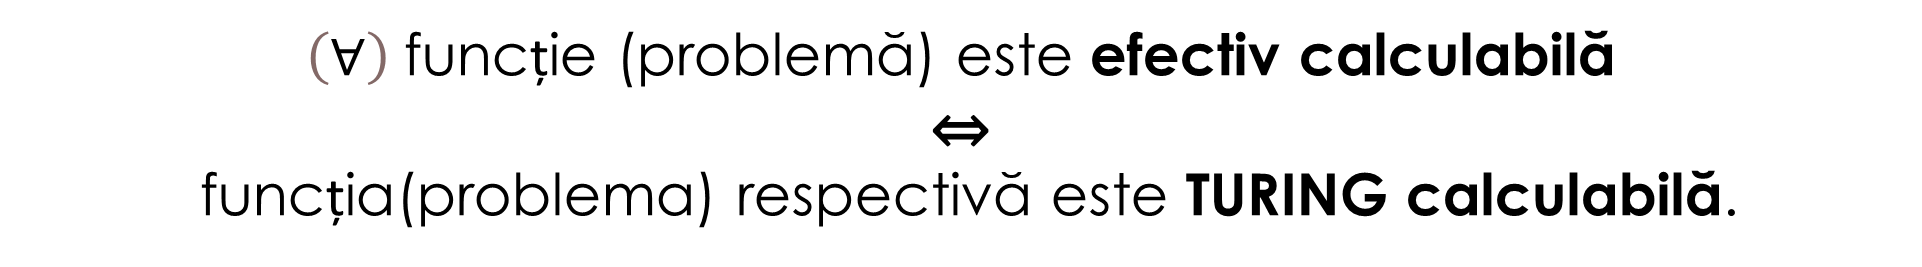 (∀) funcție (problemă) este efectiv calculabilă
⇔
funcția(problema) respectivă este TURING calculabilă.